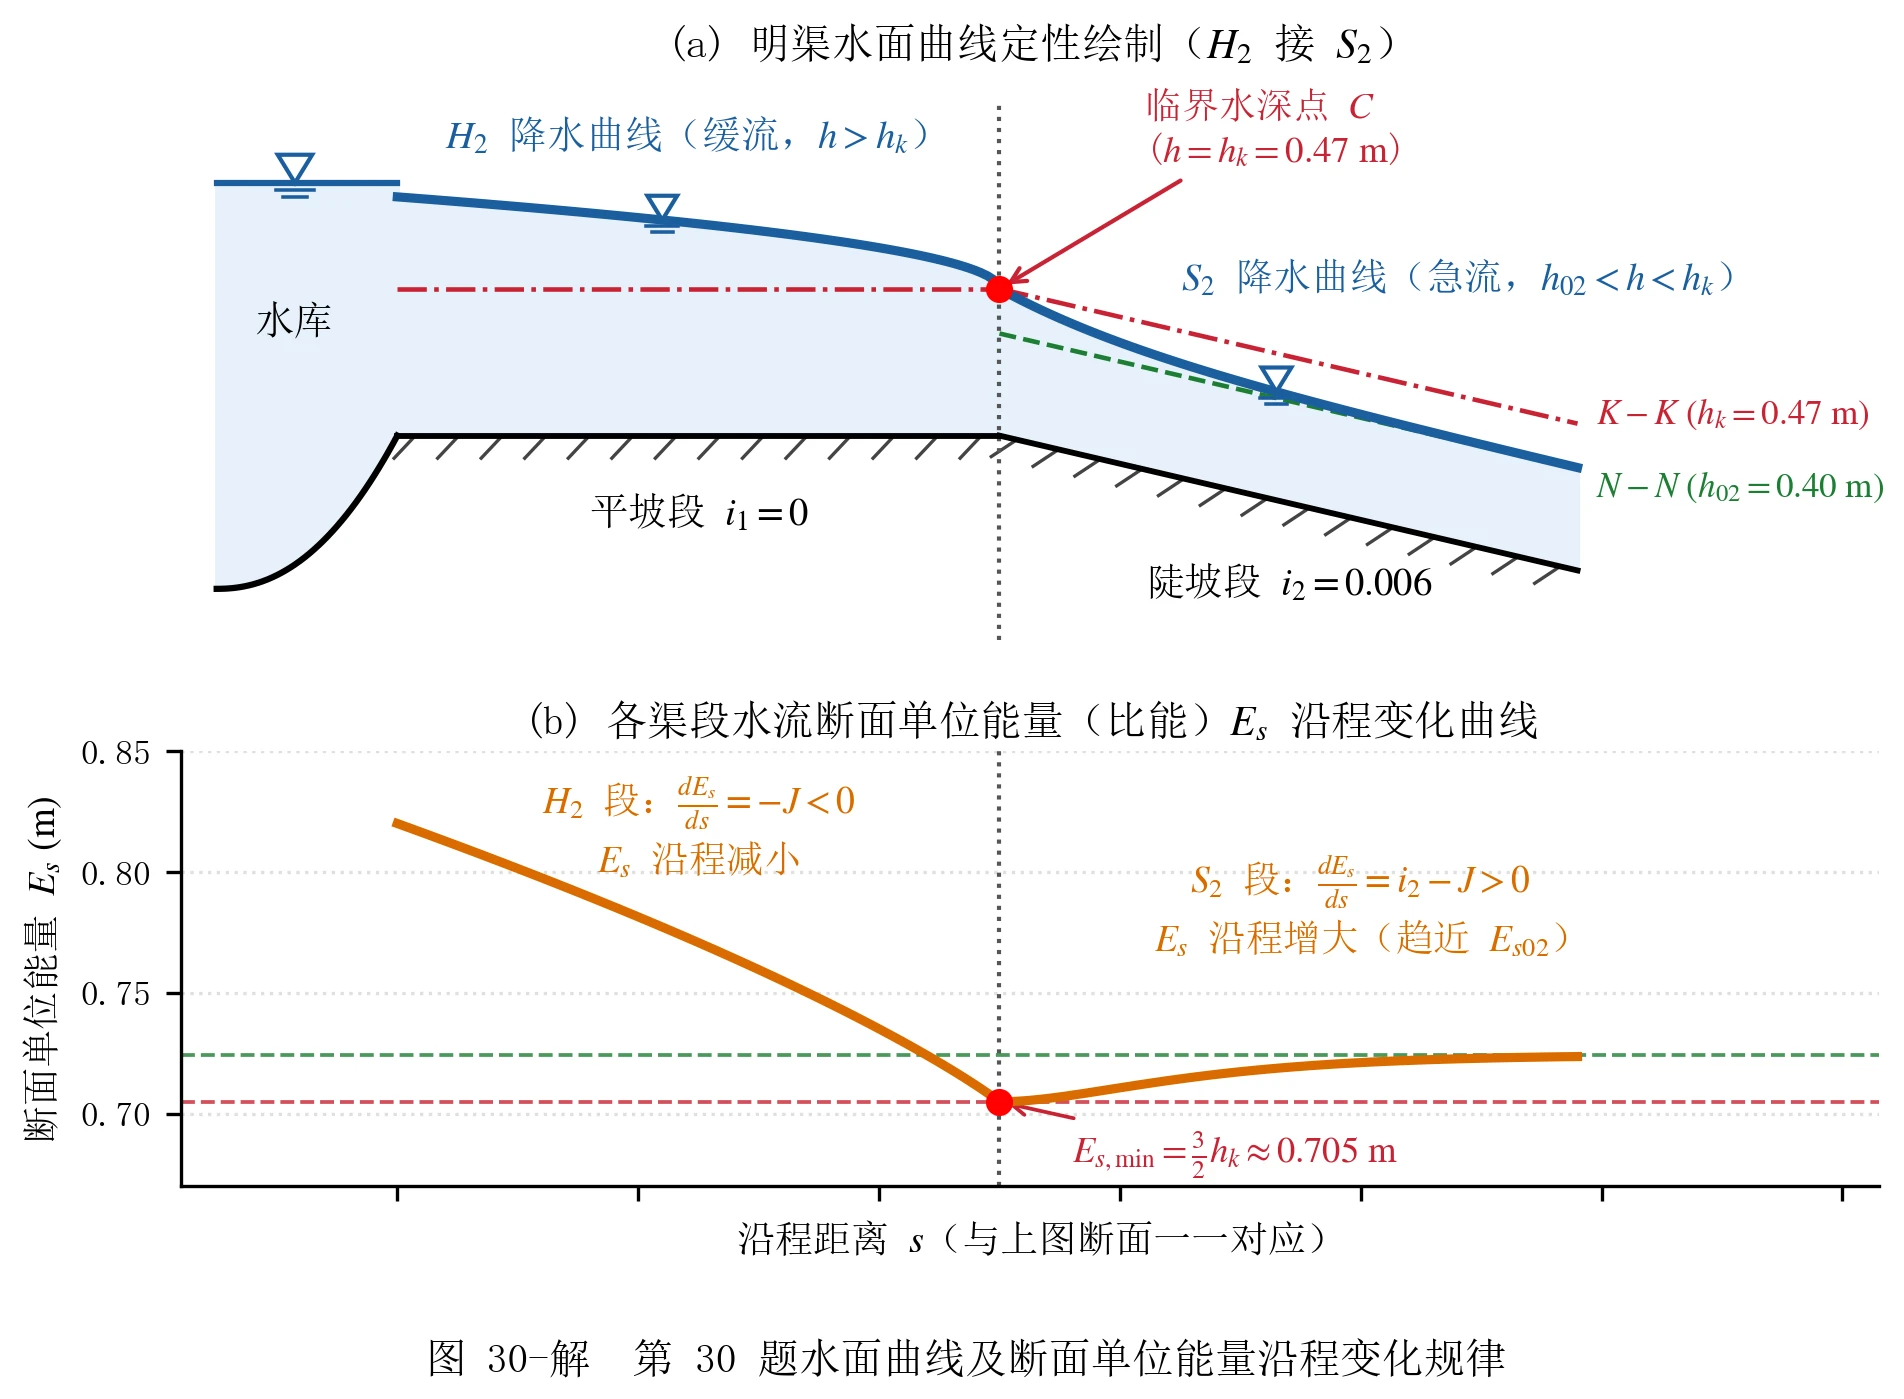 (a) 明渠水面曲线定性绘制（H₂ 接 S₂）
临界水深点 C
(h=hₖ=0.47 m)
H₂ 降水曲线（缓流，h>hₖ）
S₂ 降水曲线（急流，h₀₂<h<hₖ）
水库
K−K (hₖ=0.47 m)
N−N (h₀₂=0.40 m)
平坡段 i₁=0
陡坡段 i₂=0.006
(b) 各渠段水流断面单位能量（比能）Eₛ 沿程变化曲线
断面单位能量 Eₛ (m)
0.85
0.80
0.75
0.70
H₂ 段：dEₛ/ds=−J<0
Eₛ 沿程减小
S₂ 段：dEₛ/ds=i₂−J>0
Eₛ 沿程增大（趋近 Eₛ₀₂）
Eₛ,min=3/2hₖ≈0.705 m
沿程距离 s（与上图断面一一对应）
图 30-解 第 30 题水面曲线及断面单位能量沿程变化规律